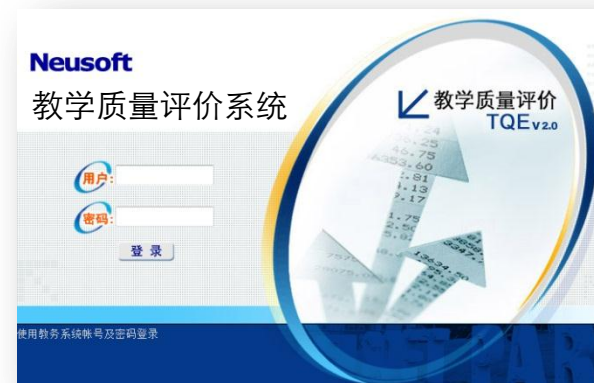 Neusoft
教学质量评价系统
教学质量评价
TQE V 2.0
用户:
密码:
登 录
使用教务系统帐号及密码登录